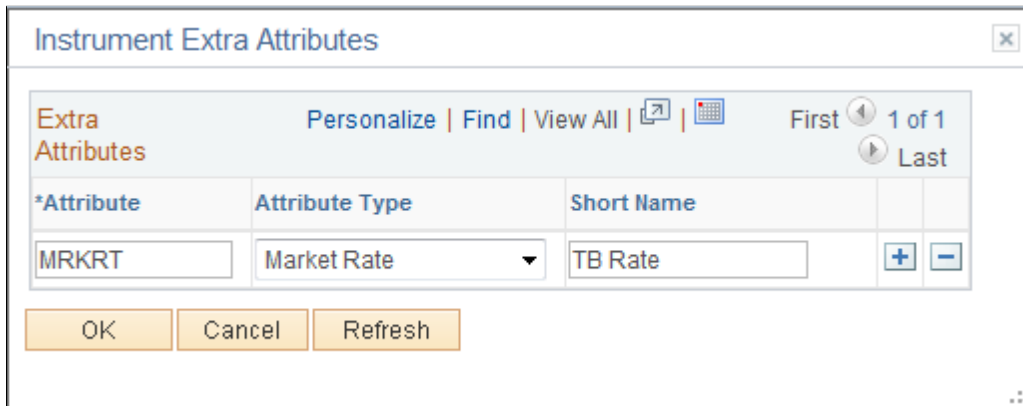 Instrument Extra Attributes
Extra Attributes
Personalize | Find | View All | | First 1 of 1
Last
*Attribute Attribute Type Short Name
MRKRT Market Rate TB Rate + −
OK Cancel Refresh